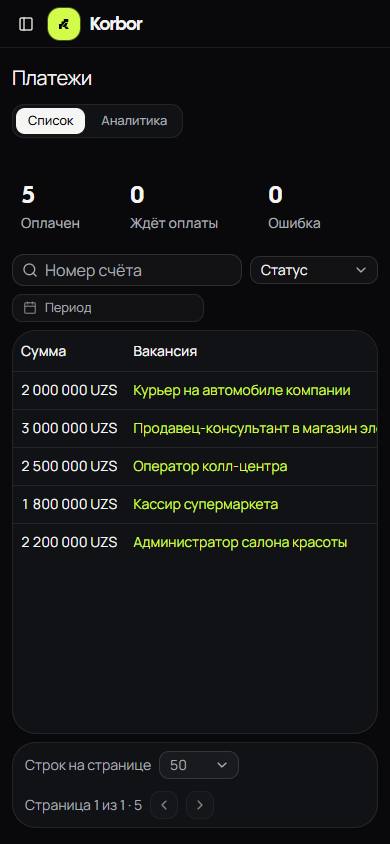 Korbor
Платежи
Список Аналитика
5 0 0
Оплачен Ждёт оплаты Ошибка
Номер счёта Статус
Период
Сумма Вакансия
2 000 000 UZS Курьер на автомобиле компании
3 000 000 UZS Продавец-консультант в магазин эл
2 500 000 UZS Оператор колл-центра
1 800 000 UZS Кассир супермаркета
2 200 000 UZS Администратор салона красоты
Строк на странице 50
Страница 1 из 1 · 5